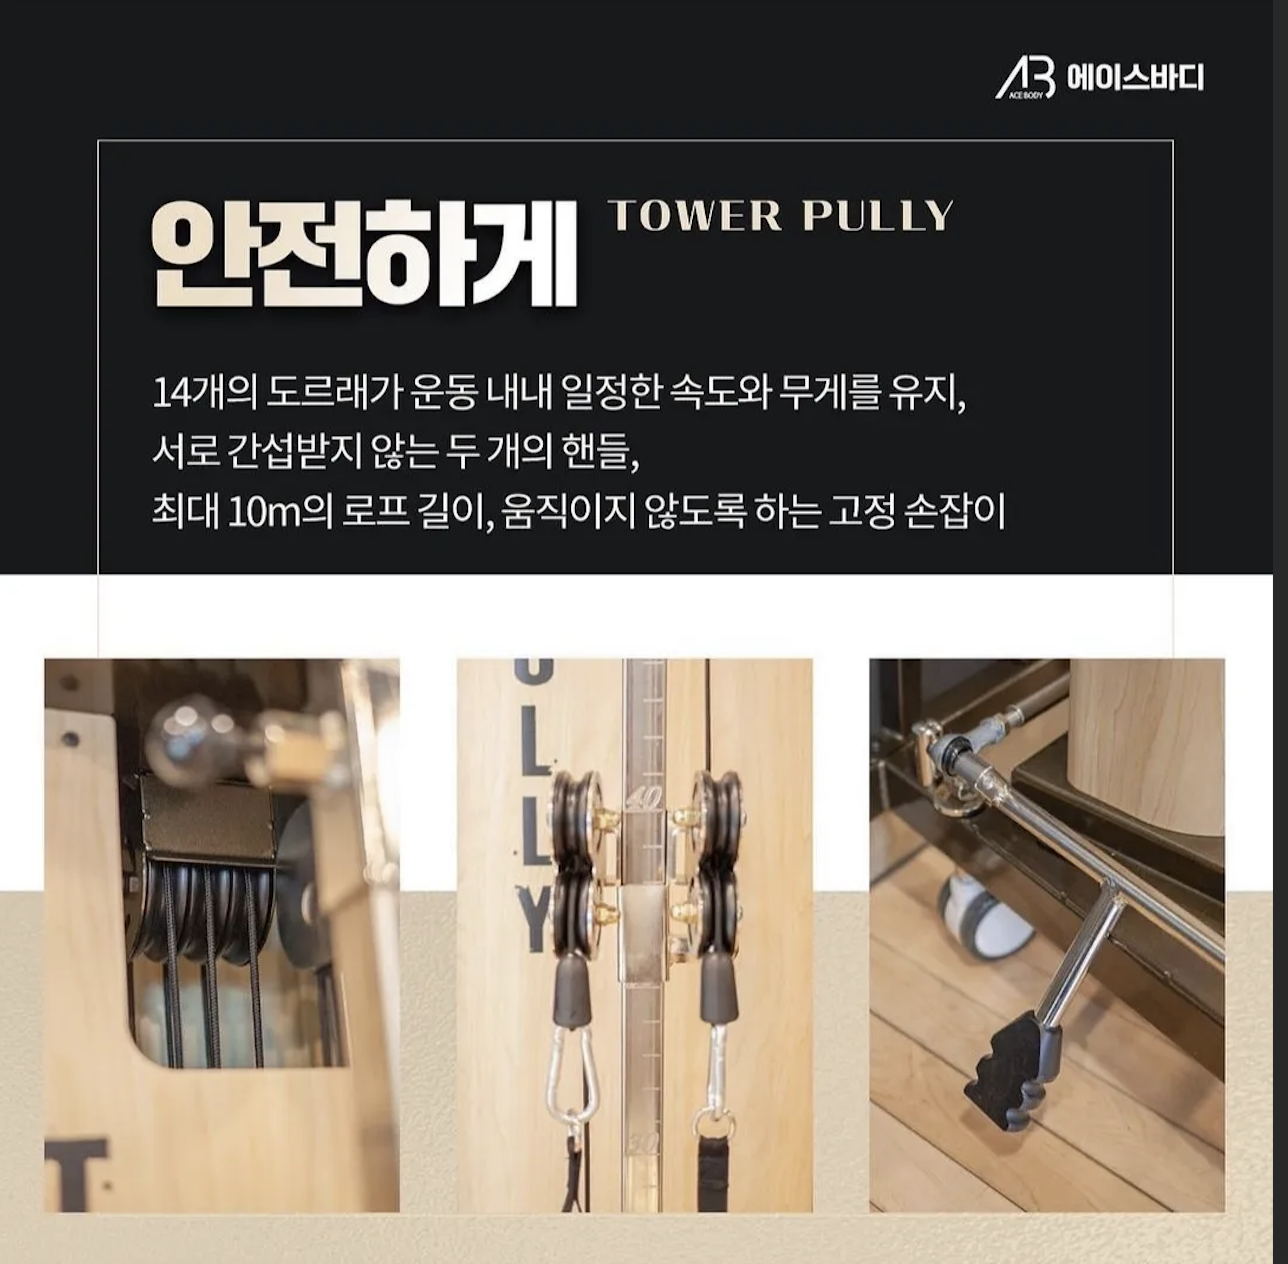 AB 에이스바디
ACE BODY
안전하게 TOWER PULLY
14개의 도르래가 운동 내내 일정한 속도와 무게를 유지,
서로 간섭받지 않는 두 개의 핸들,
최대 10m의 로프 길이, 움직이지 않도록 하는 고정 손잡이
L
L
Y
40
30
T